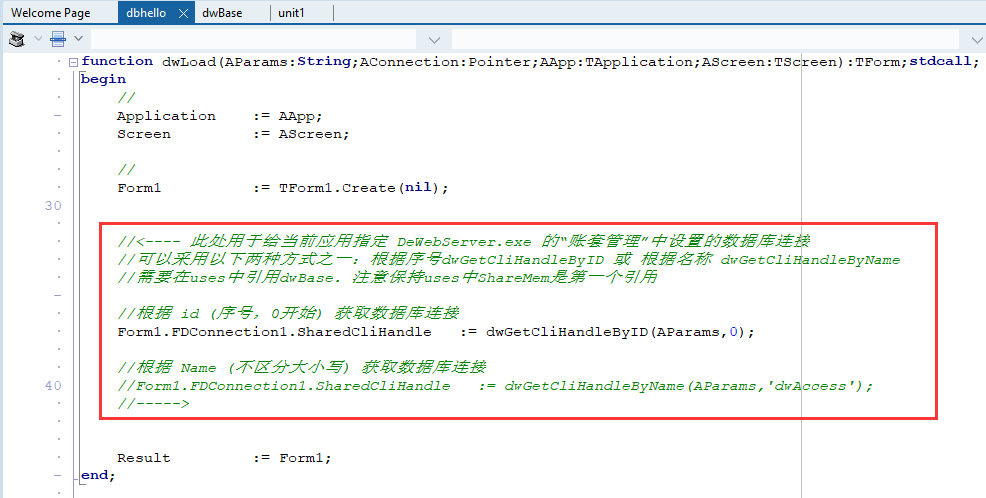 Welcome Page dbhello dwBase unit1
function dwLoad(AParams:String;AConnection:Pointer;AApp:TApplication;AScreen:TScreen):TForm;stdcall;
begin
//
Application := AApp;
Screen := AScreen;
//
Form1 := TForm1.Create(nil);
30
//<---- 此处用于给当前应用指定 DeWebServer.exe 的“账套管理”中设置的数据库连接
//可以采用以下两种方式之一: 根据序号dwGetCliHandleByID 或 根据名称 dwGetCliHandleByName
//需要在uses中引用dwBase. 注意保持uses中ShareMem是第一个引用
//根据 id (序号, 0开始) 获取数据库连接
Form1.FDConnection1.SharedCliHandle := dwGetCliHandleByID(AParams,0);
//根据 Name (不区分大小写) 获取数据库连接
40 //Form1.FDConnection1.SharedCliHandle := dwGetCliHandleByName(AParams,'dwAccess');
//----->
Result := Form1;
end;